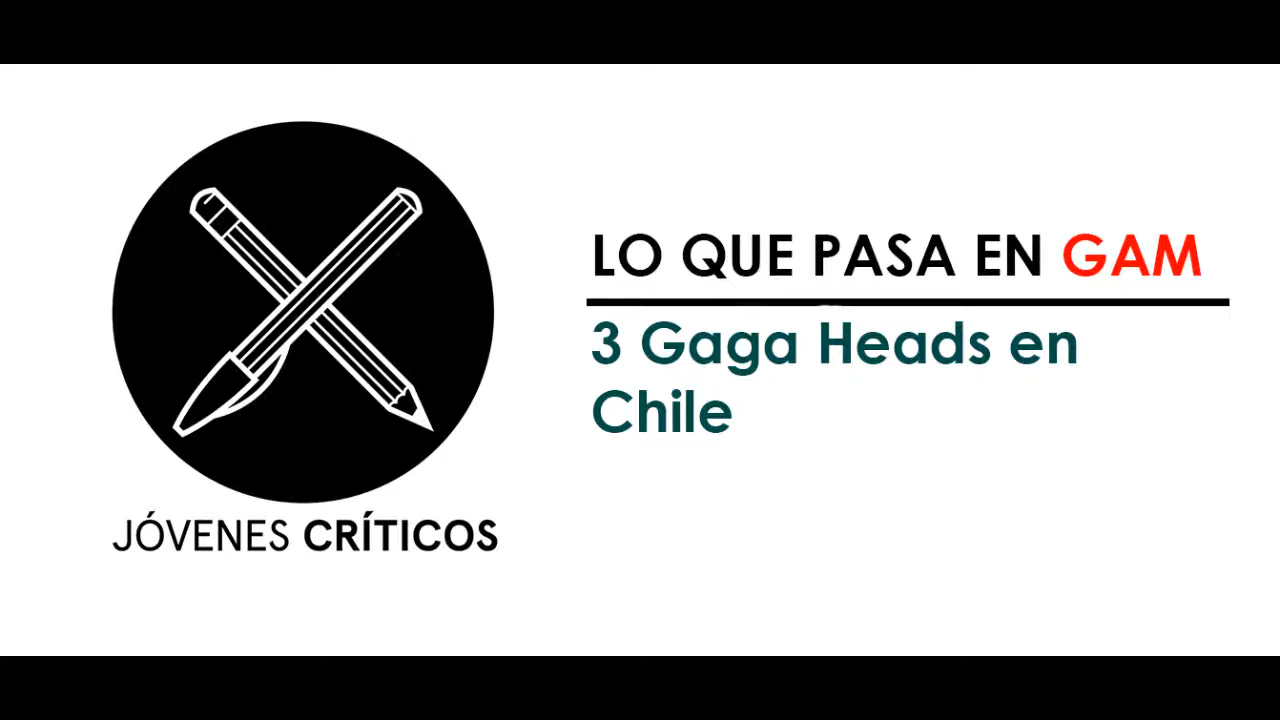 LO QUE PASA EN GAM
3 Gaga Heads en
Chile
JÓVENES CRÍTICOS